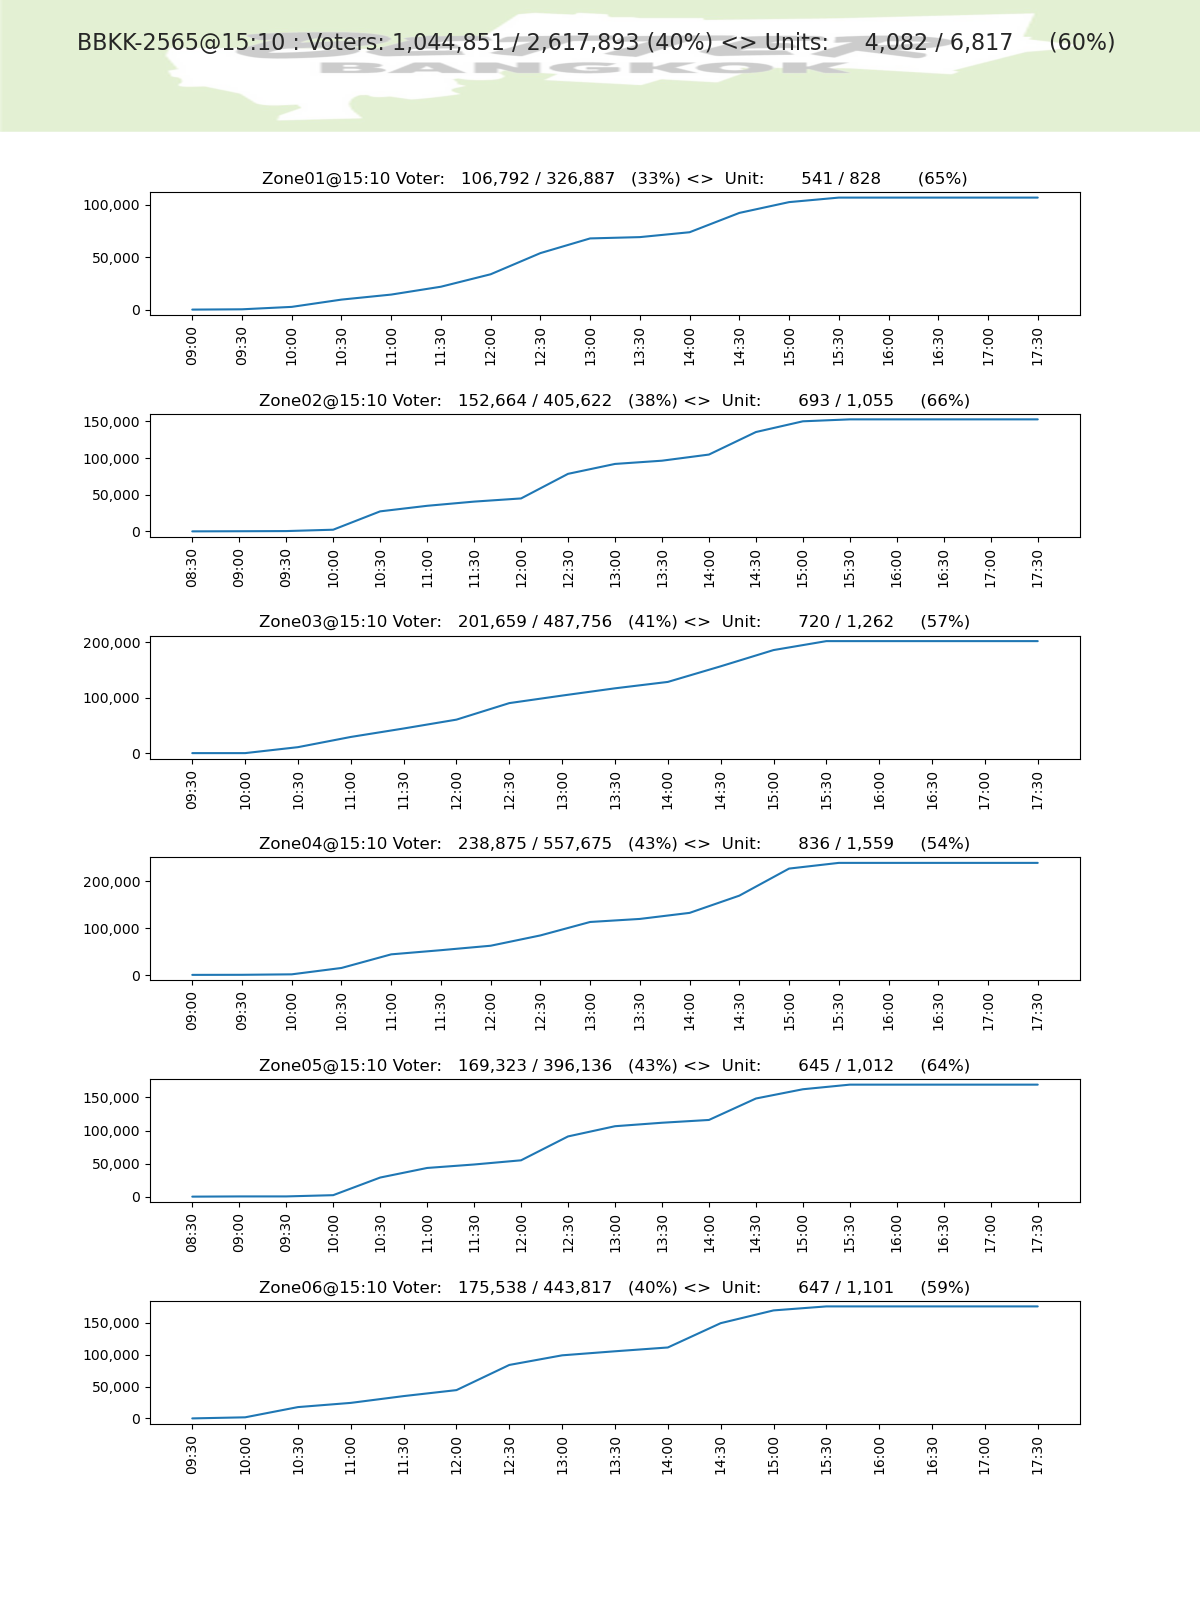 BBKK-2565@15:10 : Voters: 1,044,851 / 2,617,893 (40%) <> Units: 4,082 / 6,817 (60%)
BANGKOK
Zone01@15:10 Voter: 106,792 / 326,887 (33%) <> Unit: 541 / 828 (65%)
100,000
50,000
0
09:00 09:30 10:00 10:30 11:00 11:30 12:00 12:30 13:00 13:30 14:00 14:30 15:00 15:30 16:00 16:30 17:00 17:30
Zone02@15:10 Voter: 152,664 / 405,622 (38%) <> Unit: 693 / 1,055 (66%)
150,000
100,000
50,000
0
08:30 09:00 09:30 10:00 10:30 11:00 11:30 12:00 12:30 13:00 13:30 14:00 14:30 15:00 15:30 16:00 16:30 17:00 17:30
Zone03@15:10 Voter: 201,659 / 487,756 (41%) <> Unit: 720 / 1,262 (57%)
200,000
100,000
0
09:30 10:00 10:30 11:00 11:30 12:00 12:30 13:00 13:30 14:00 14:30 15:00 15:30 16:00 16:30 17:00 17:30
Zone04@15:10 Voter: 238,875 / 557,675 (43%) <> Unit: 836 / 1,559 (54%)
200,000
100,000
0
09:00 09:30 10:00 10:30 11:00 11:30 12:00 12:30 13:00 13:30 14:00 14:30 15:00 15:30 16:00 16:30 17:00 17:30
Zone05@15:10 Voter: 169,323 / 396,136 (43%) <> Unit: 645 / 1,012 (64%)
150,000
100,000
50,000
0
08:30 09:00 09:30 10:00 10:30 11:00 11:30 12:00 12:30 13:00 13:30 14:00 14:30 15:00 15:30 16:00 16:30 17:00 17:30
Zone06@15:10 Voter: 175,538 / 443,817 (40%) <> Unit: 647 / 1,101 (59%)
150,000
100,000
50,000
0
09:30 10:00 10:30 11:00 11:30 12:00 12:30 13:00 13:30 14:00 14:30 15:00 15:30 16:00 16:30 17:00 17:30